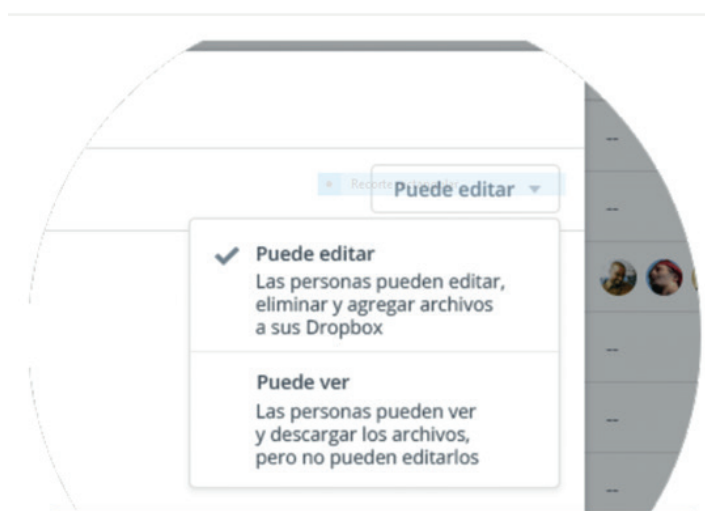 Puede editar
Puede editar
Las personas pueden editar,
eliminar y agregar archivos
a sus Dropbox
Puede ver
Las personas pueden ver
y descargar los archivos,
pero no pueden editarlos
--
--
--
--
--